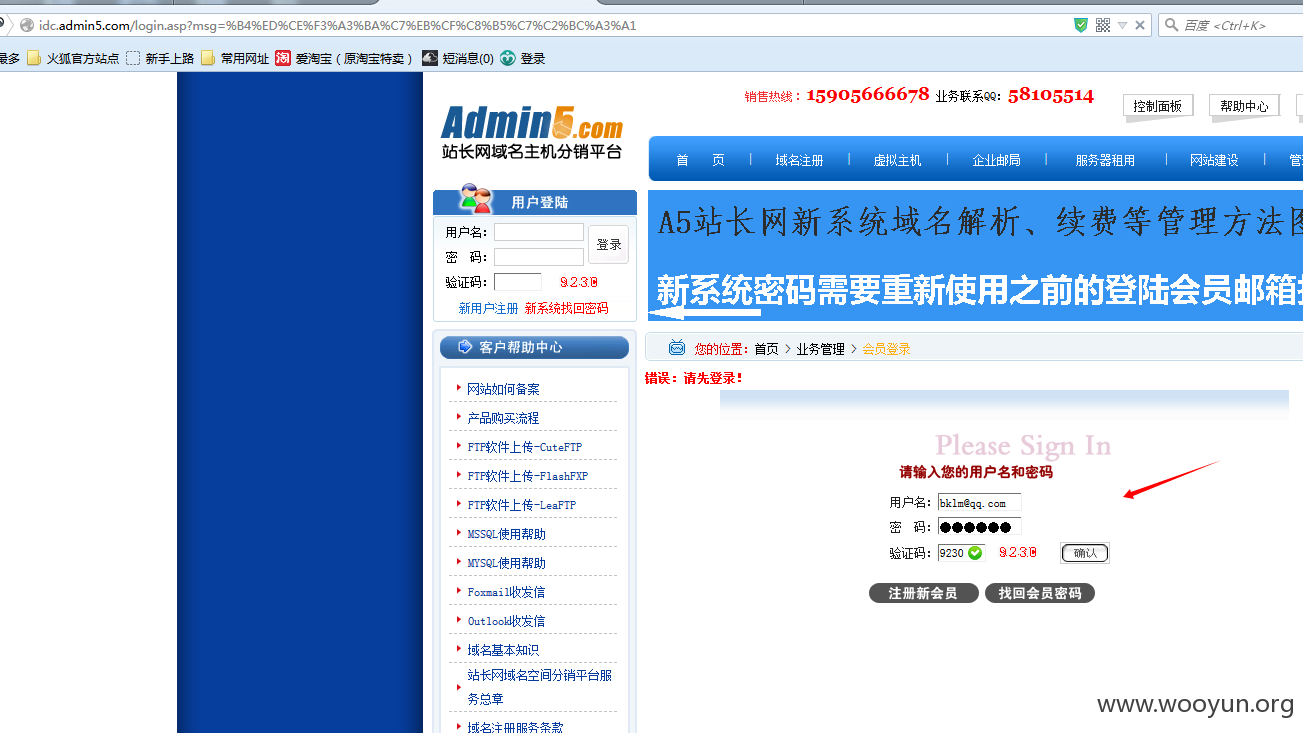 idc.admin5.com/login.asp?msg=%B4%ED%CE%F3%A3%BA%C7%EB%CF%C8%B5%C7%C2%BC%A3%A1
百度 <Ctrl+K>
最多 火狐官方站点 新手上路 常用网址 淘 爱淘宝（原淘宝特卖） 短消息(0) 登录
销售热线：15905666678 业务联系QQ：58105514
控制面板 帮助中心
Admin5.com
站长网域名主机分销平台
首 页 域名注册 虚拟主机 企业邮局 服务器租用 网站建设
用户登陆
用户名：
密 码：
登录
验证码： 9230
新用户注册 新系统找回密码
A5站长网新系统域名解析、续费等管理方法
新系统密码需要重新使用之前的登陆会员邮箱
您的位置：首页 > 业务管理 > 会员登录
错误：请先登录！
客户帮助中心
网站如何备案
产品购买流程
FTP软件上传-CuteFTP
FTP软件上传-FlashFXP
FTP软件上传-LeaFTP
MSSQL使用帮助
MYSQL使用帮助
Foxmail收发信
Outlook收发信
域名基本知识
站长网域名空间分销平台服
务总章
域名注册服务条款
Please Sign In
请输入您的用户名和密码
用户名：bklm@qq.com
密 码：●●●●●●
验证码：9230 9230 确认
注册新会员 找回会员密码
www.wooyun.org